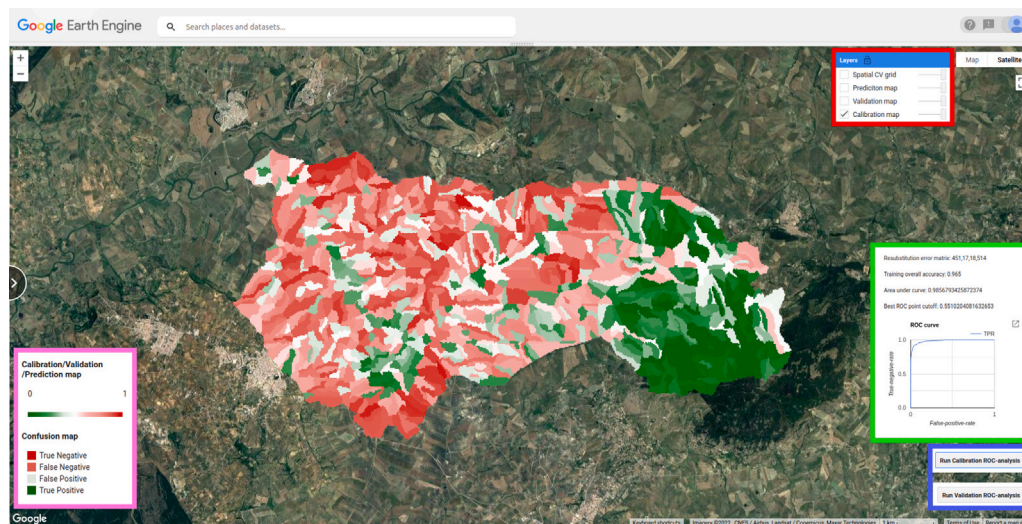 Google Earth Engine
Search places and datasets...
+
−
Layers
Spatial CV grid
Prediciton map
Validation map
Calibration map
Map
Satellite
Resubstitution error matrix: 451,17,18,514
Training overall accuracy: 0.965
Area under curve: 0.9856793425872374
Best ROC point cutoff: 0.5510204081632653
ROC curve
TPR
1.0
0.5
0.0
True-negative-rate
0
1
False-positive-rate
Calibration/Validation
/Prediction map
0
1
Confusion map
True Negative
False Negative
False Positive
True Positive
Run Calibration ROC-analysis
Run Validation ROC-analysis
Google
Keyboard shortcuts
Imagery ©2022, CNES / Airbus, Landsat / Copernicus, Maxar Technologies
1 km
Terms of Use
Report a map